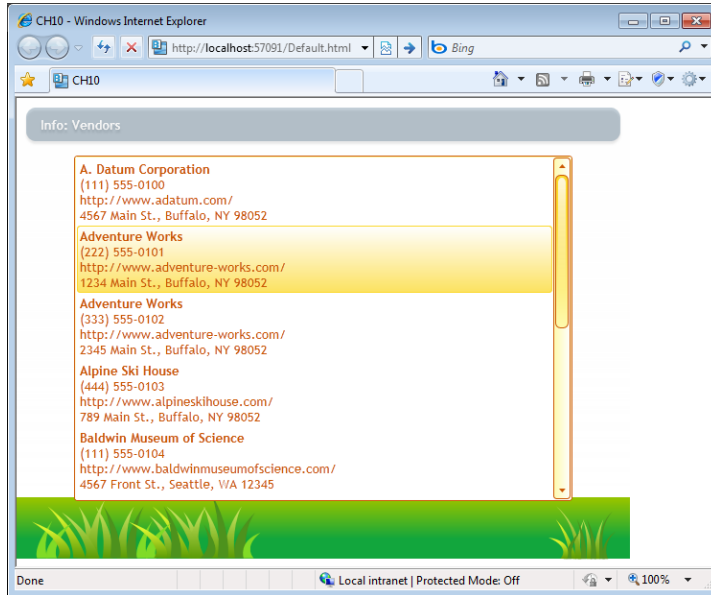 CH10 - Windows Internet Explorer
http://localhost:57091/Default.html
Bing
CH10
Info: Vendors
A. Datum Corporation
(111) 555-0100
http://www.adatum.com/
4567 Main St., Buffalo, NY 98052
Adventure Works
(222) 555-0101
http://www.adventure-works.com/
1234 Main St., Buffalo, NY 98052
Adventure Works
(333) 555-0102
http://www.adventure-works.com/
2345 Main St., Buffalo, NY 98052
Alpine Ski House
(444) 555-0103
http://www.alpineskihouse.com/
789 Main St., Buffalo, NY 98052
Baldwin Museum of Science
(111) 555-0104
http://www.baldwinmuseumofscience.com/
4567 Front St., Seattle, WA 12345
Done
Local intranet | Protected Mode: Off
100%